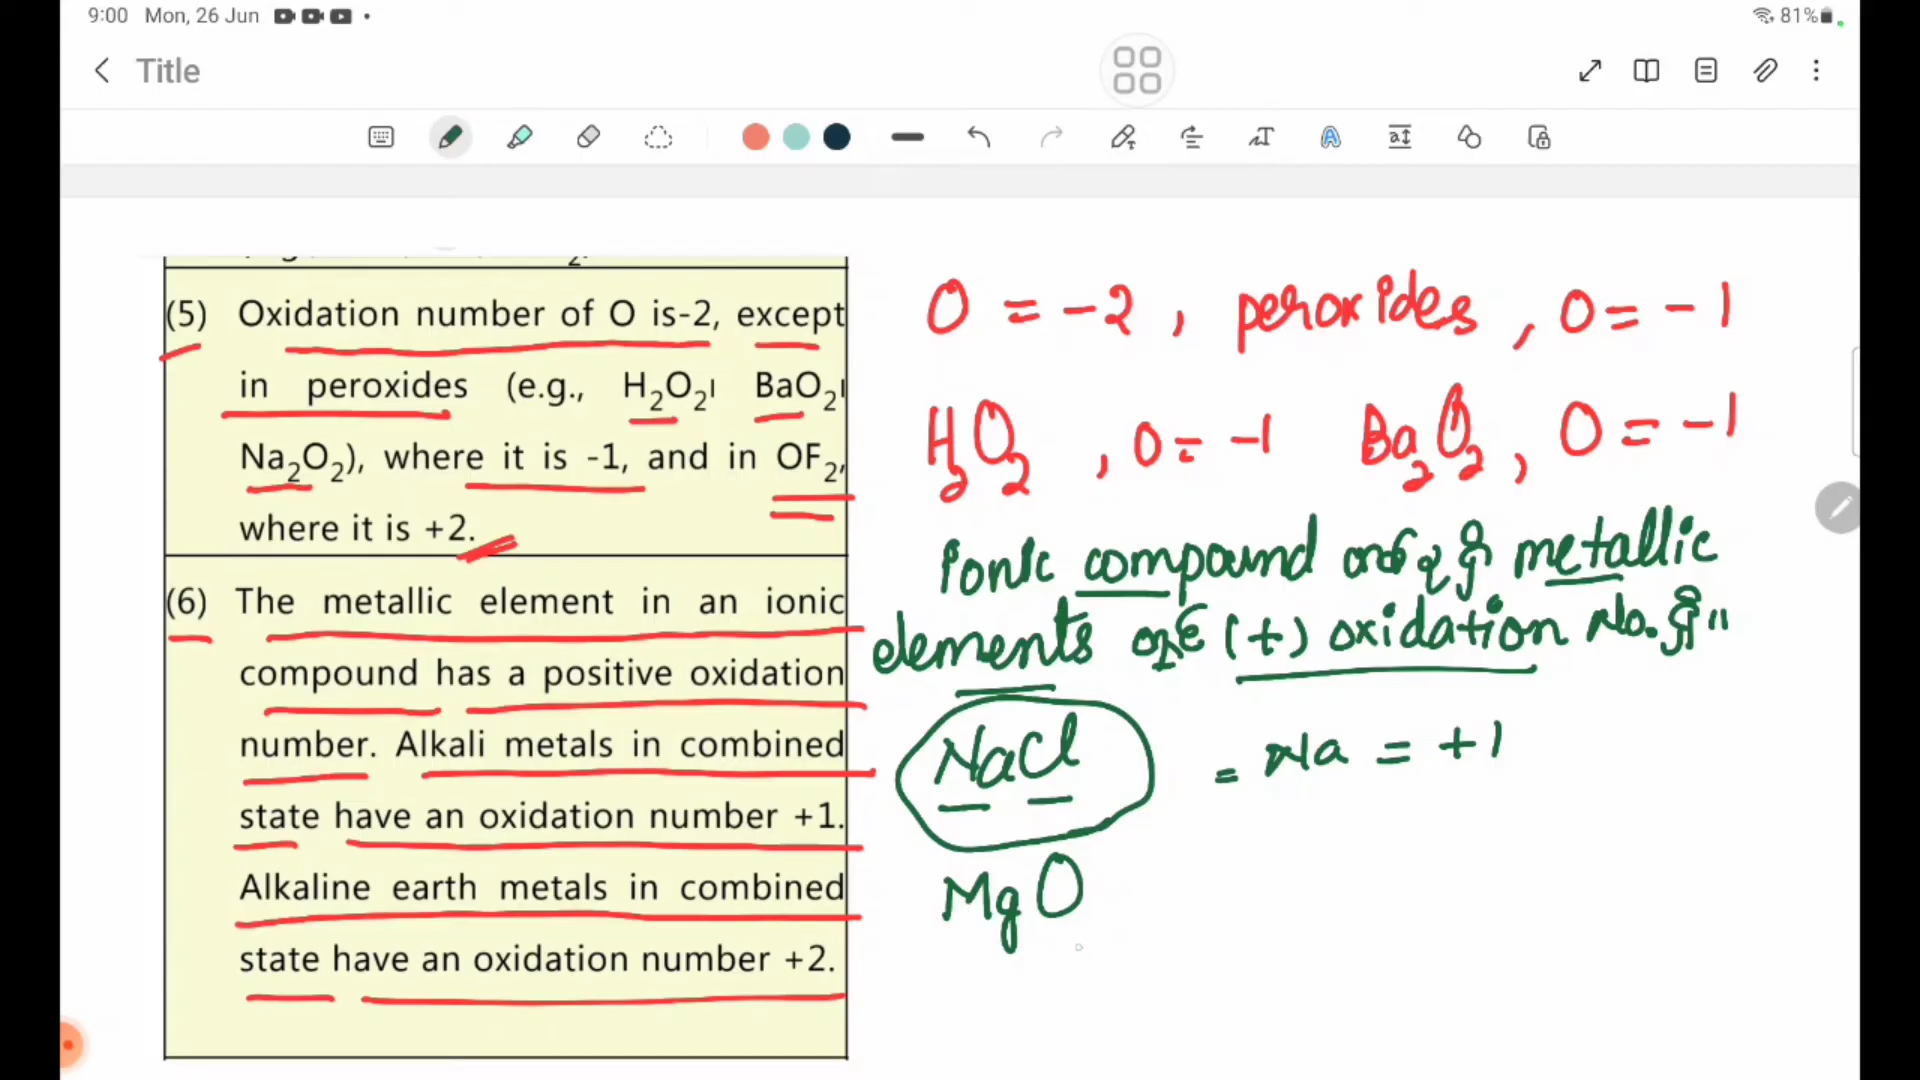 9:00 Mon, 26 Jun
81%
Title
(5) Oxidation number of O is-2, except
in peroxides (e.g., H₂O₂, BaO₂,
Na₂O₂), where it is -1, and in OF₂,
where it is +2.
(6) The metallic element in an ionic
compound has a positive oxidation
number. Alkali metals in combined
state have an oxidation number +1.
Alkaline earth metals in combined
state have an oxidation number +2.
O = -2, peroxides, O = -1
H₂O₂, O = -1 Ba₂O₂, O = -1
ionic compound metallic
elements (+) oxidation No.
NaCl = Na = +1
MgO